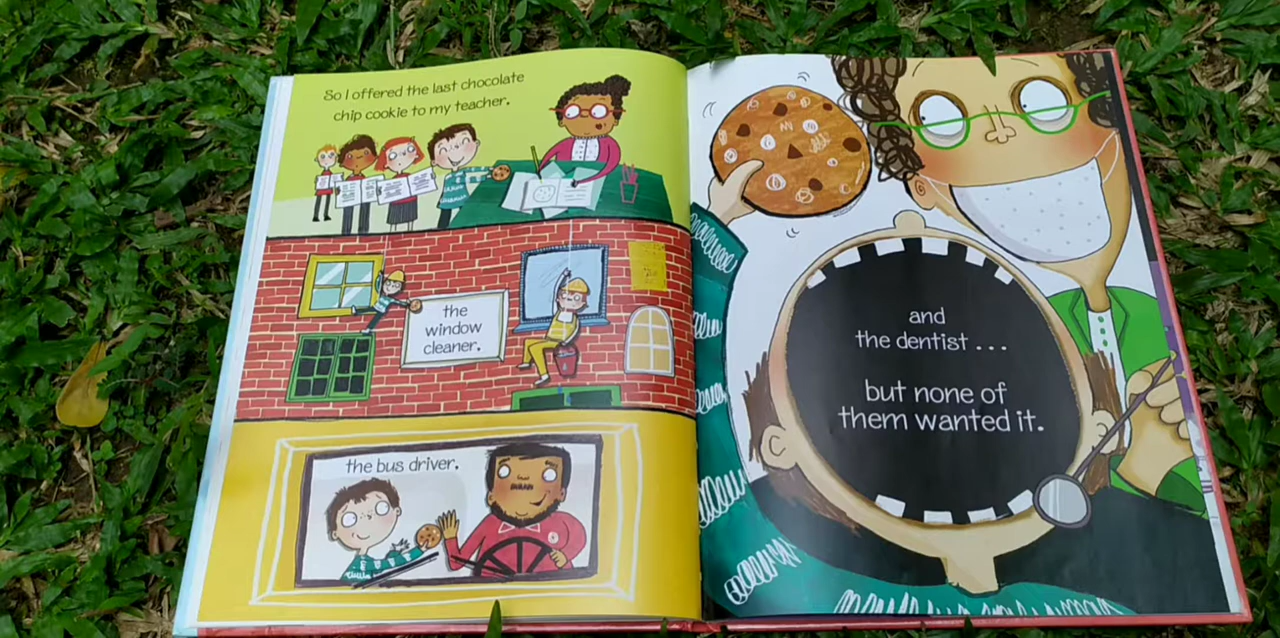 So I offered the last chocolate
chip cookie to my teacher.
the
window
cleaner.
the bus driver.
and
the dentist . . .
but none of
them wanted it.